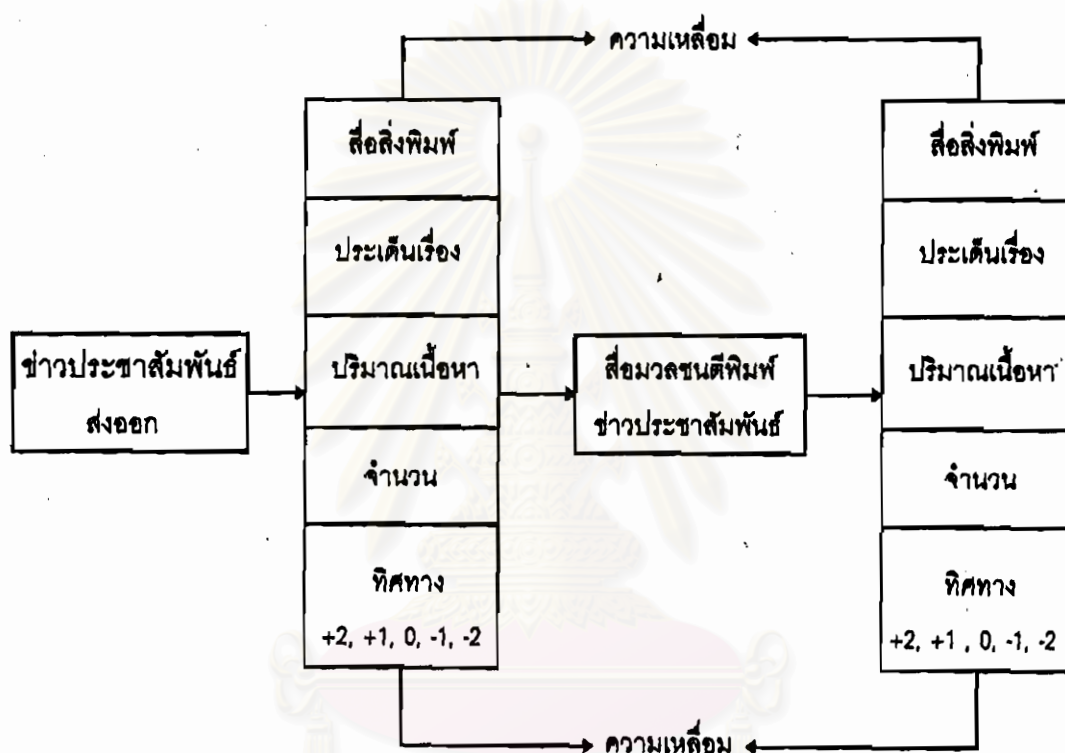 ความเหลื่อม
สื่อสิ่งพิมพ์
ประเด็นเรื่อง
ข่าวประชาสัมพันธ์
ส่งออก
ปริมาณเนื้อหา
จำนวน
ทิศทาง
+2, +1, 0, -1, -2
สื่อมวลชนตีพิมพ์
ข่าวประชาสัมพันธ์
สื่อสิ่งพิมพ์
ประเด็นเรื่อง
ปริมาณเนื้อหา
จำนวน
ทิศทาง
+2, +1 , 0, -1, -2
ความเหลื่อม